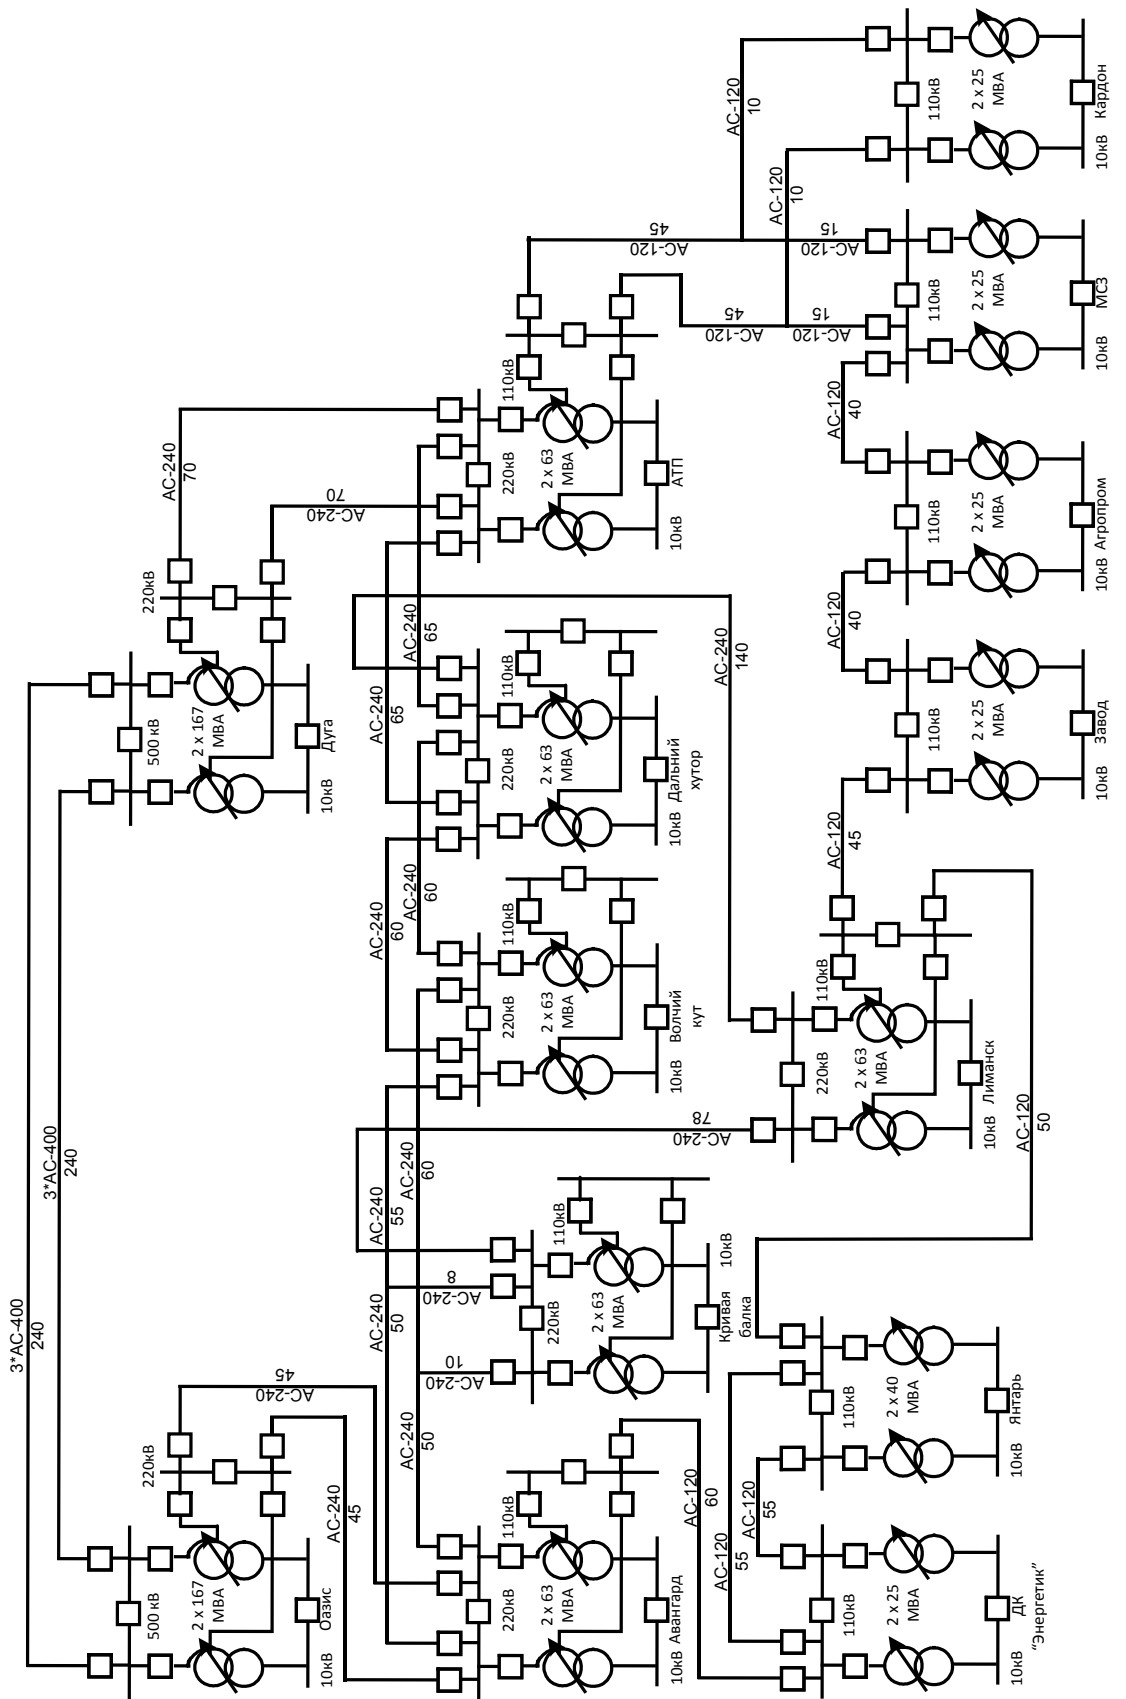 АС-120
10
АС-120
10
110кВ
2 x 25
МВА
10кВ
Кардон
45
АС-120
15
АС-120
45
АС-120
15
АС-120
110кВ
2 x 25
МВА
10кВ
МСЗ
АС-240
70
70
АС-240
110кВ
220кВ
2 x 63
МВА
10кВ
АТП
АС-120
40
110кВ
2 x 25
МВА
10кВ
Агропром
220кВ
500 кВ
2 x 167
МВА
10кВ
Дуга
АС-240
65
АС-240
65
АС-240
140
110кВ
220кВ
2 x 63
МВА
10кВ
Дальний
хутор
АС-120
40
110кВ
2 x 25
МВА
10кВ
Завод
АС-120
45
АС-240
60
АС-240
60
110кВ
220кВ
2 x 63
МВА
10кВ
Волчий
кут
110кВ
220кВ
2 x 63
МВА
10кВ
Лиманск
АС-120
50
3*АС-400
240
3*АС-400
240
АС-240
55
АС-240
60
78
АС-240
АС-240
50
8
АС-240
10
АС-240
110кВ
220кВ
2 x 63
МВА
10кВ
Кривая
балка
45
АС-240
АС-240
50
110кВ
2 x 40
МВА
10кВ
Янтарь
220кВ
500 кВ
2 x 167
МВА
10кВ
Оазис
АС-240
45
110кВ
220кВ
2 x 63
МВА
10кВ
Авангард
АС-120
60
АС-120
55
АС-120
55
110кВ
2 x 25
МВА
10кВ
ДК
"Энергетик"